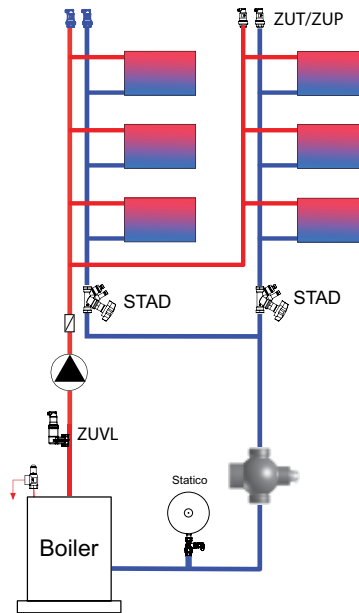 ZUT/ZUP
STAD
STAD
ZUVL
Statico
Boiler